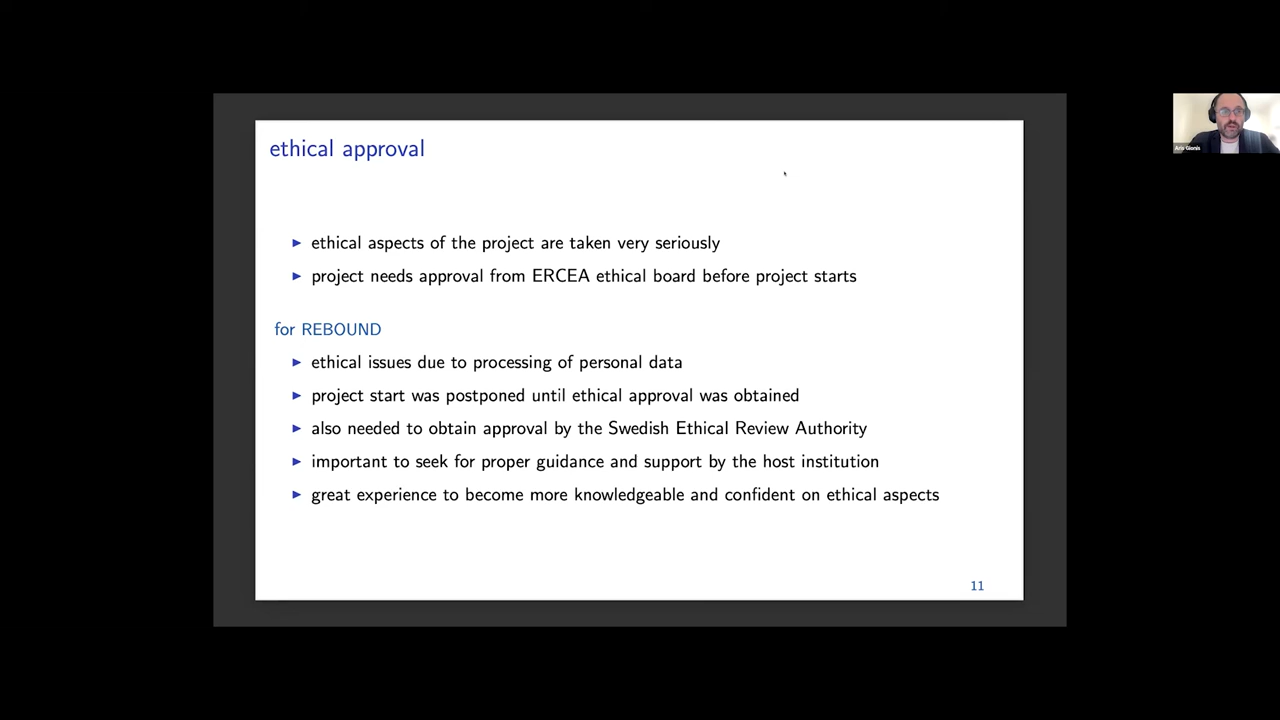 ethical approval
ethical aspects of the project are taken very seriously
project needs approval from ERCEA ethical board before project starts
for REBOUND
ethical issues due to processing of personal data
project start was postponed until ethical approval was obtained
also needed to obtain approval by the Swedish Ethical Review Authority
important to seek for proper guidance and support by the host institution
great experience to become more knowledgeable and confident on ethical aspects
11
Aris Gionis